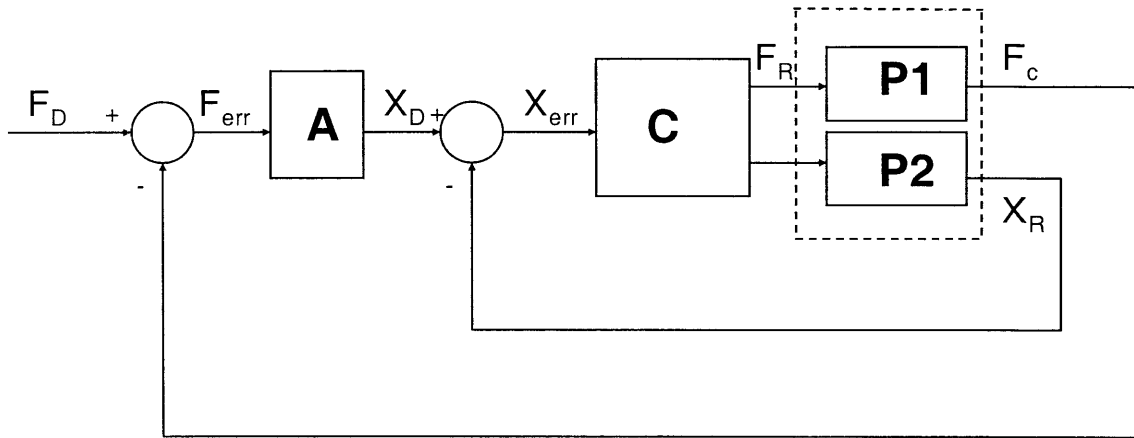 F_D
+
-
F_err
A
X_D
+
-
X_err
C
F_R
P1
P2
F_c
X_R